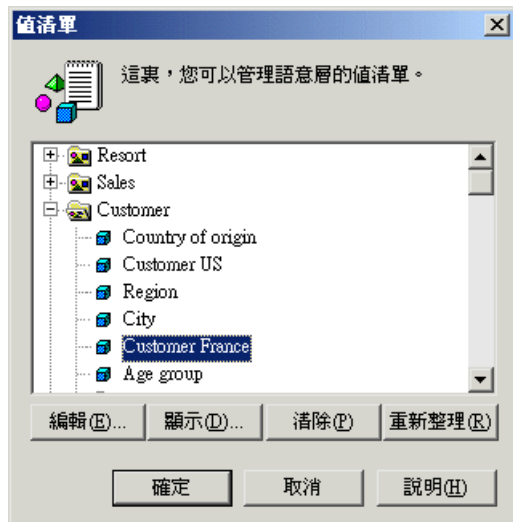 值清單
這裏，您可以管理語意層的值清單。
Resort
Sales
Customer
Country of origin
Customer US
Region
City
Customer France
Age group
編輯(E)... 顯示(D)... 清除(P) 重新整理(R)
確定 取消 說明(H)